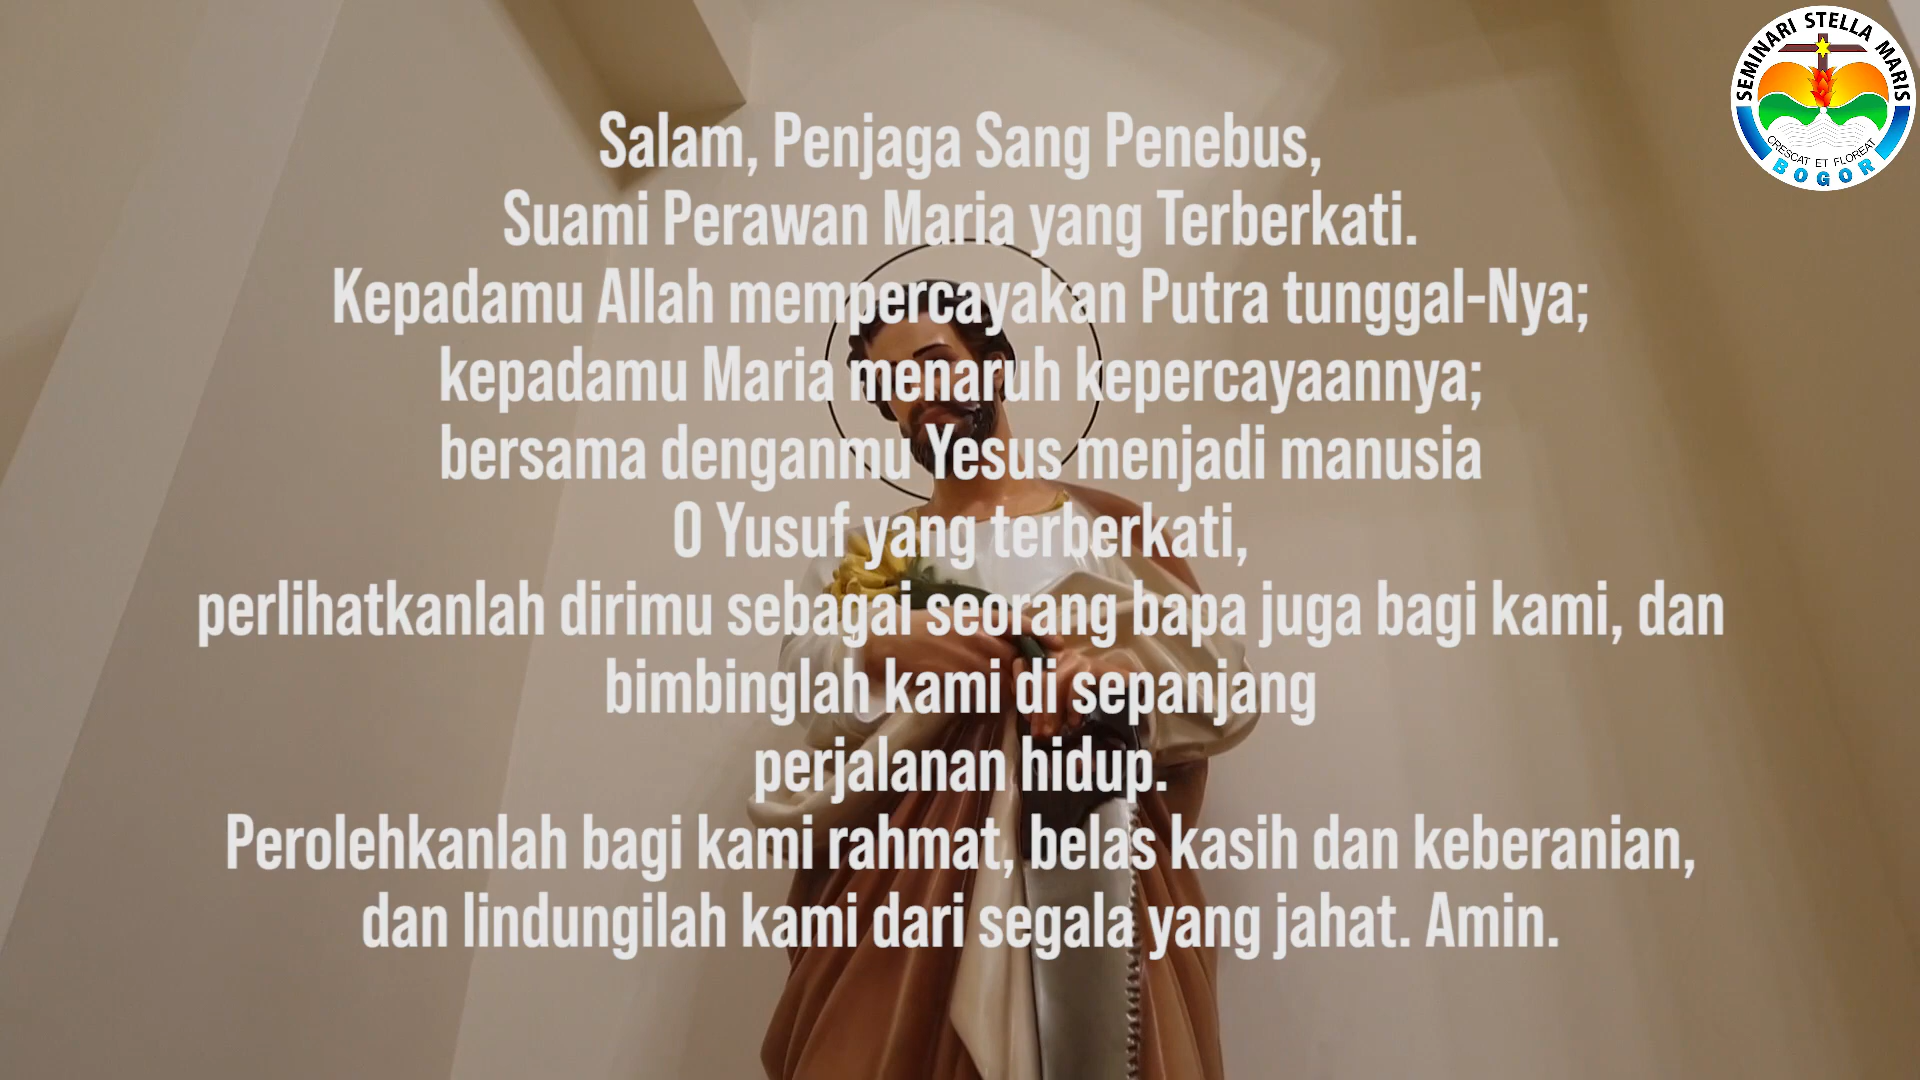 Salam, Penjaga Sang Penebus,
Suami Perawan Maria yang Terberkati.
Kepadamu Allah mempercayakan Putra tunggal-Nya;
kepadamu Maria menaruh kepercayaannya;
bersama denganmu Yesus menjadi manusia
O Yusuf yang terberkati,
perlihatkanlah dirimu sebagai seorang bapa juga bagi kami, dan
bimbinglah kami di sepanjang
perjalanan hidup.
Perolehkanlah bagi kami rahmat, belas kasih dan keberanian,
dan lindungilah kami dari segala yang jahat. Amin.
SEMINARI STELLA MARIS
CRESCAT ET FLOREAT
BOGOR